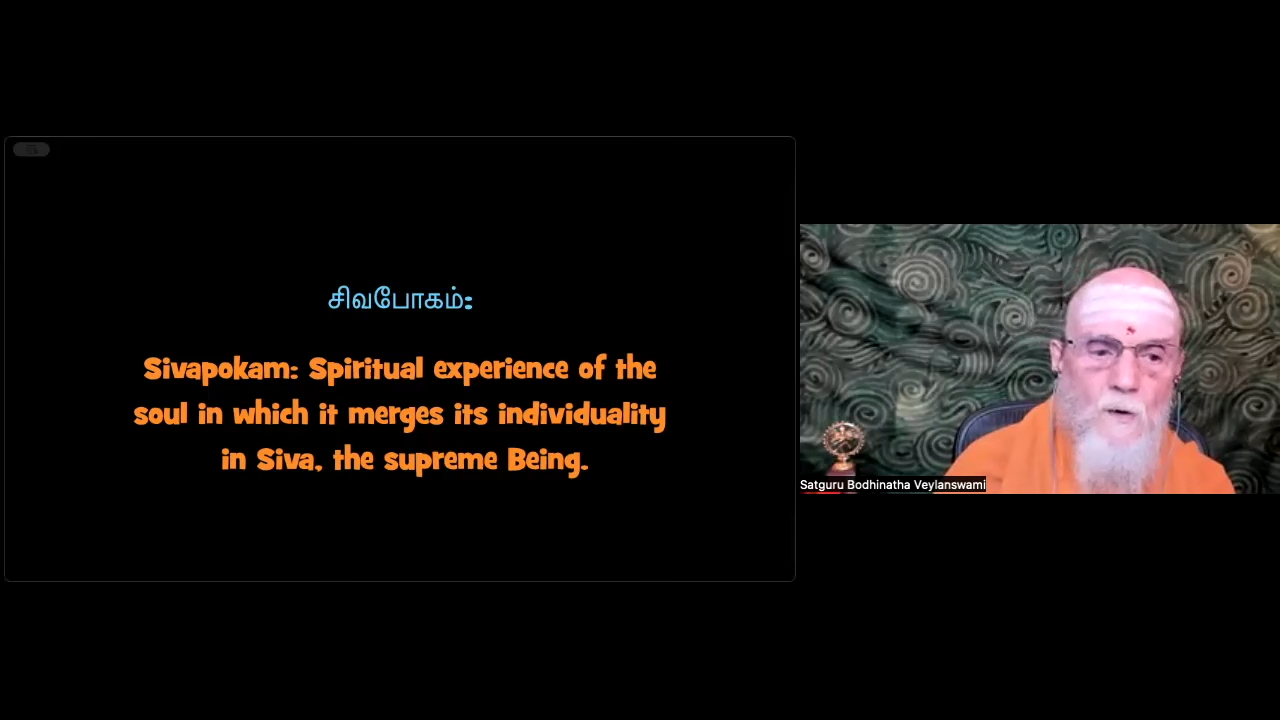 சிவபோகம்:
Sivapokam: Spiritual experience of the
soul in which it merges its individuality
in Siva, the supreme Being.
Satguru Bodhinatha Veylanswami